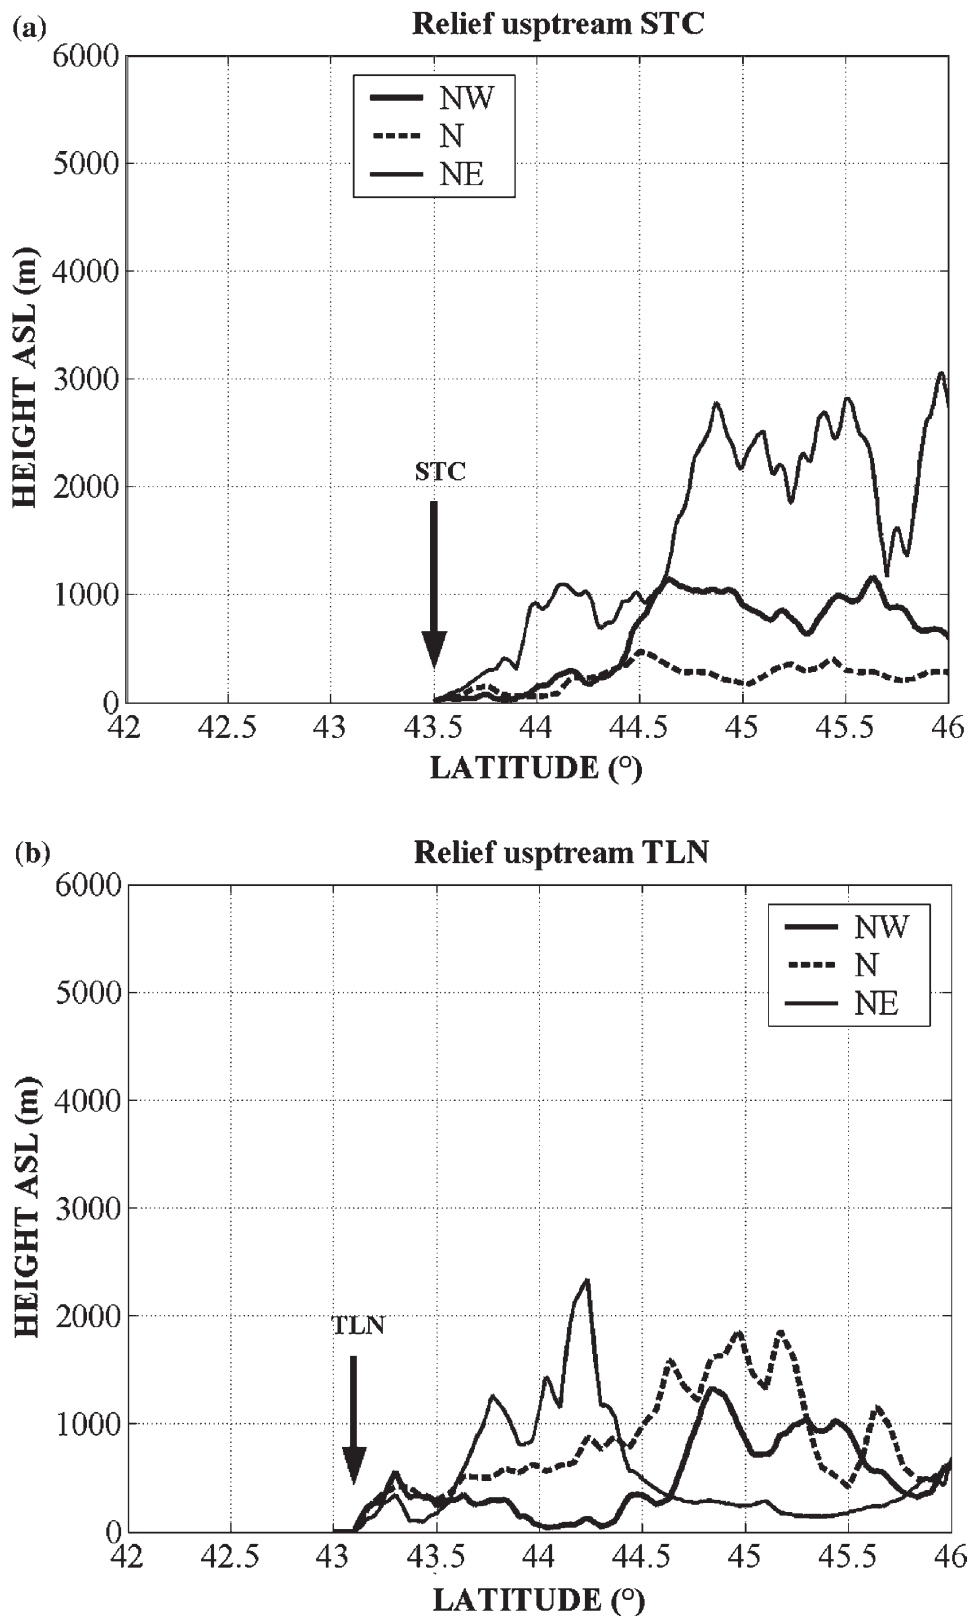 (a)
Relief usptream STC
6000
5000
4000
3000
2000
1000
0
HEIGHT ASL (m)
NW
N
NE
STC
42 42.5 43 43.5 44 44.5 45 45.5 46
LATITUDE (°)
(b)
Relief usptream TLN
6000
5000
4000
3000
2000
1000
0
HEIGHT ASL (m)
NW
N
NE
TLN
42 42.5 43 43.5 44 44.5 45 45.5 46
LATITUDE (°)